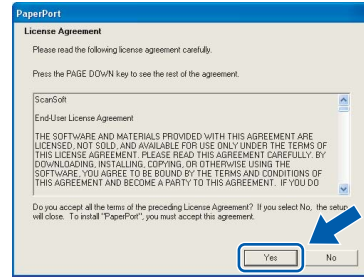 PaperPort
License Agreement
Please read the following license agreement carefully.
Press the PAGE DOWN key to see the rest of the agreement.
ScanSoft
End-User License Agreement
THE SOFTWARE AND MATERIALS PROVIDED WITH THIS AGREEMENT ARE
LICENSED, NOT SOLD, AND AVAILABLE FOR USE ONLY UNDER THE TERMS OF
THIS LICENSE AGREEMENT. PLEASE READ THIS AGREEMENT CAREFULLY. BY
DOWNLOADING, INSTALLING, COPYING, OR OTHERWISE USING THE
SOFTWARE, YOU AGREE TO BE BOUND BY THE TERMS AND CONDITIONS OF
THIS AGREEMENT AND BECOME A PARTY TO THIS AGREEMENT. IF YOU DO
Do you accept all the terms of the preceding License Agreement? If you select No, the setup
will close. To install "PaperPort", you must accept this agreement.
Yes
No